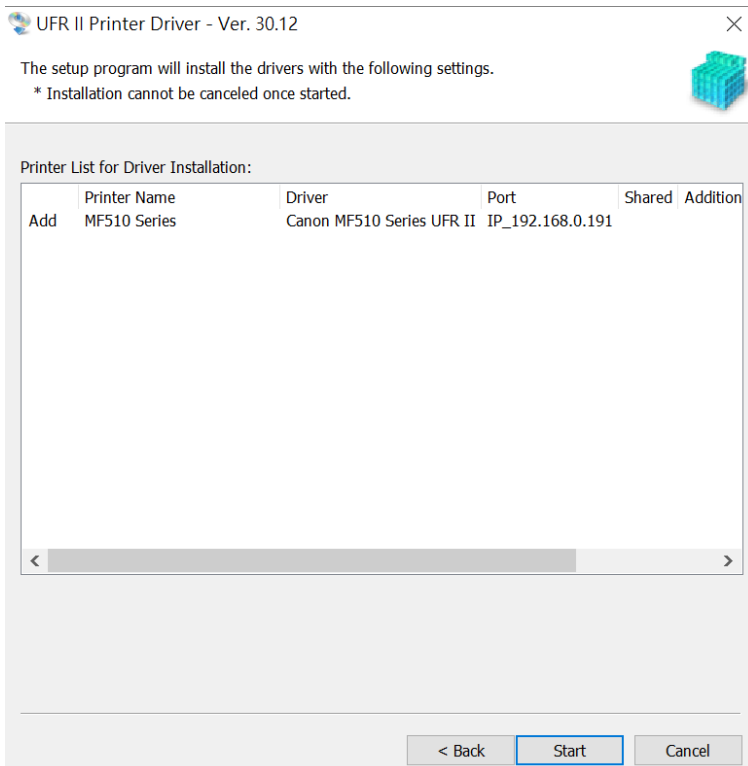 UFR II Printer Driver - Ver. 30.12
The setup program will install the drivers with the following settings.
* Installation cannot be canceled once started.
Printer List for Driver Installation:
Printer Name Driver Port Shared Addition
Add MF510 Series Canon MF510 Series UFR II IP_192.168.0.191
< Back Start Cancel